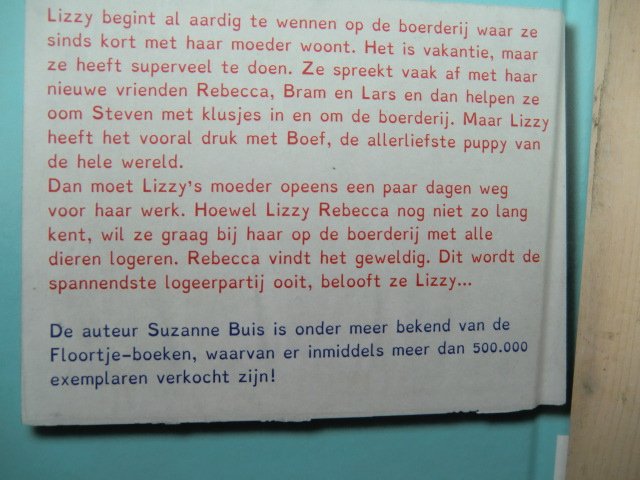 Lizzy begint al aardig te wennen op de boerderij waar ze
sinds kort met haar moeder woont. Het is vakantie, maar
ze heeft superveel te doen. Ze spreekt vaak af met haar
nieuwe vrienden Rebecca, Bram en Lars en dan helpen ze
oom Steven met klusjes in en om de boerderij. Maar Lizzy
heeft het vooral druk met Boef, de allerliefste puppy van
de hele wereld.
Dan moet Lizzy's moeder opeens een paar dagen weg
voor haar werk. Hoewel Lizzy Rebecca nog niet zo lang
kent, wil ze graag bij haar op de boerderij met alle
dieren logeren. Rebecca vindt het geweldig. Dit wordt de
spannendste logeerpartij ooit, belooft ze Lizzy...
De auteur Suzanne Buis is onder meer bekend van de
Floortje-boeken, waarvan er inmiddels meer dan 500.000
exemplaren verkocht zijn!